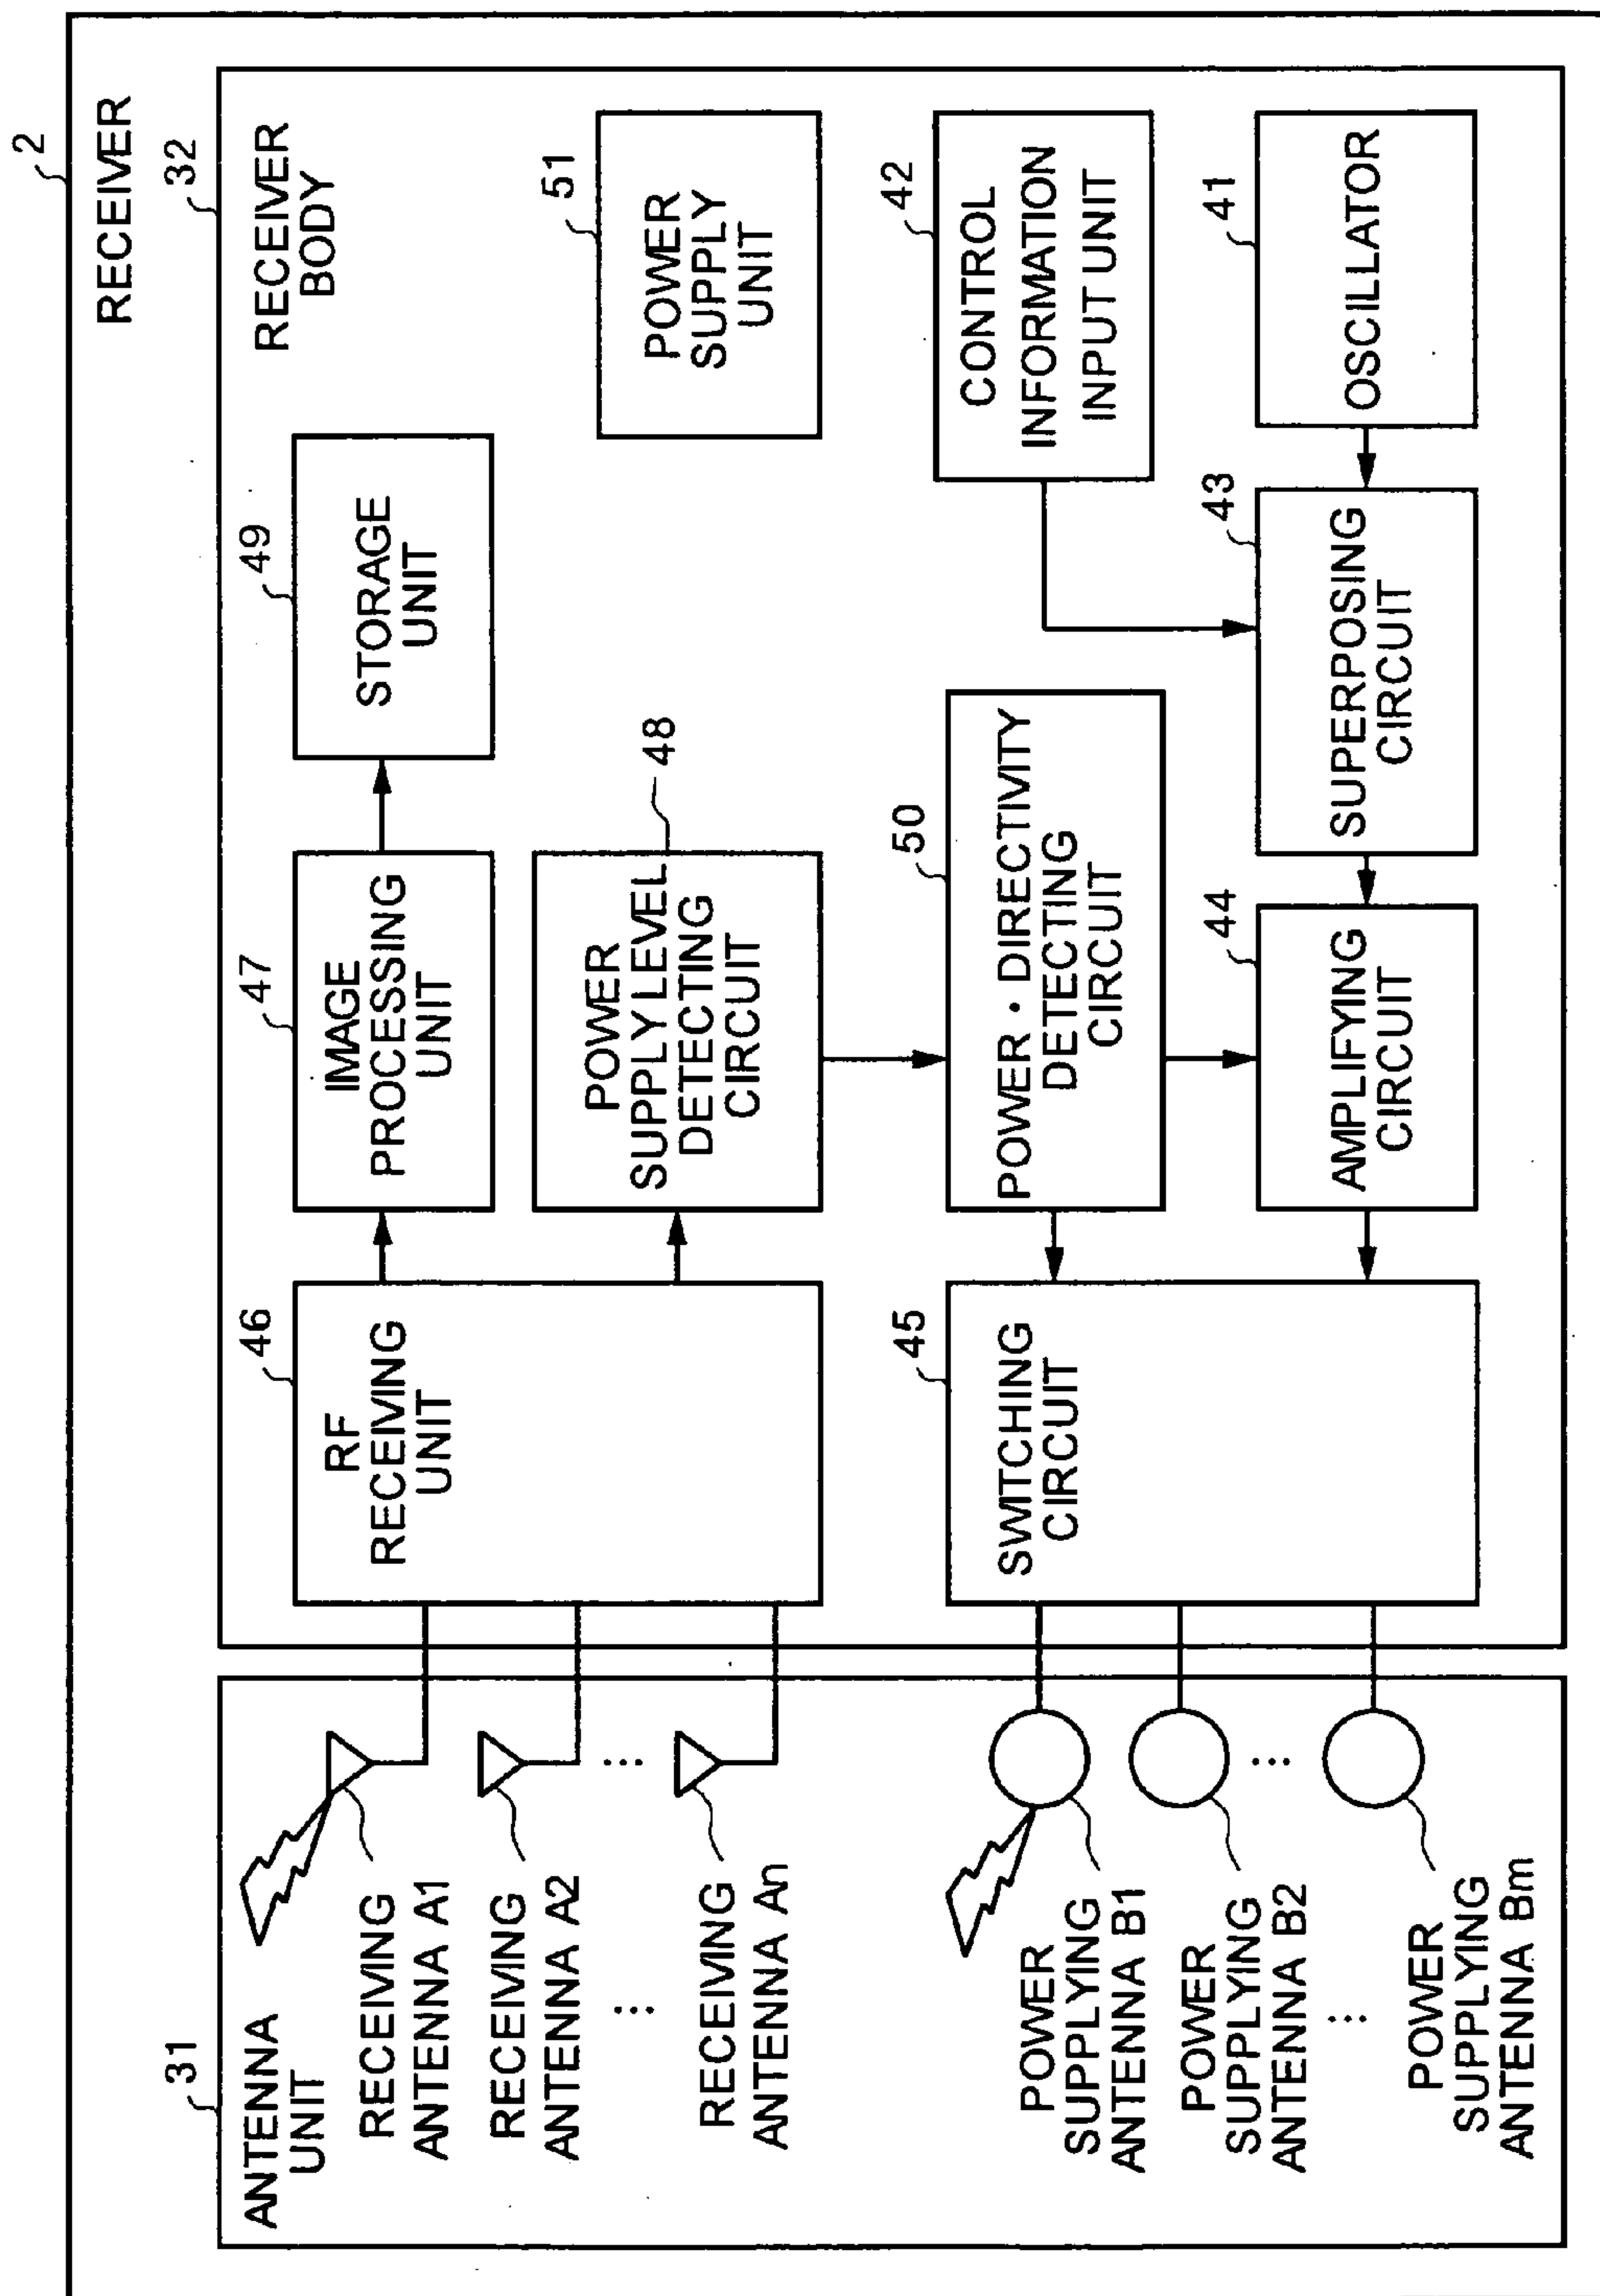 2
RECEIVER
32
RECEIVER
BODY
31
ANTENNA
UNIT
RECEIVING
ANTENNA A1
RECEIVING
ANTENNA A2
...
RECEIVING
ANTENNA An
...
POWER
SUPPLYING
ANTENNA B1
POWER
SUPPLYING
ANTENNA B2
...
POWER
SUPPLYING
ANTENNA Bm
...
46
RF
RECEIVING
UNIT
47
IMAGE
PROCESSING
UNIT
49
STORAGE
UNIT
48
POWER
SUPPLY LEVEL
DETECTING
CIRCUIT
51
POWER
SUPPLY
UNIT
45
SWITCHING
CIRCUIT
50
POWER · DIRECTIVITY
DETECTING
CIRCUIT
42
CONTROL
INFORMATION
INPUT UNIT
44
AMPLIFYING
CIRCUIT
43
SUPERPOSING
CIRCUIT
41
OSCILLATOR